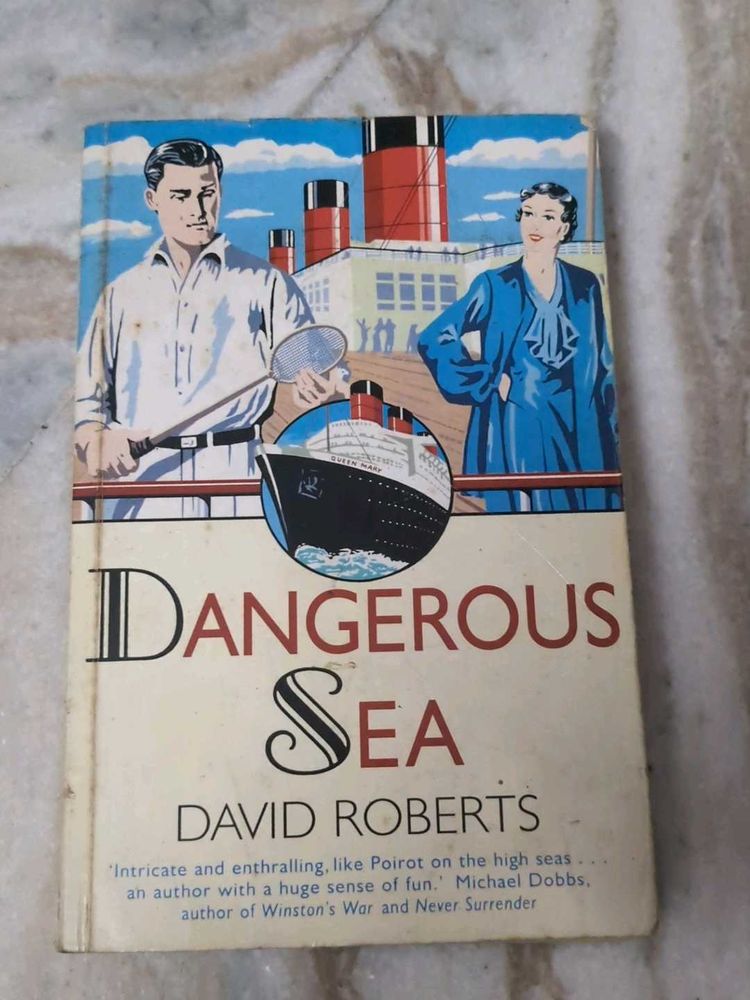 QUEEN MARY
DANGEROUS
SEA
DAVID ROBERTS
'Intricate and enthralling, like Poirot on the high seas . . .
an author with a huge sense of fun.' Michael Dobbs,
author of Winston's War and Never Surrender